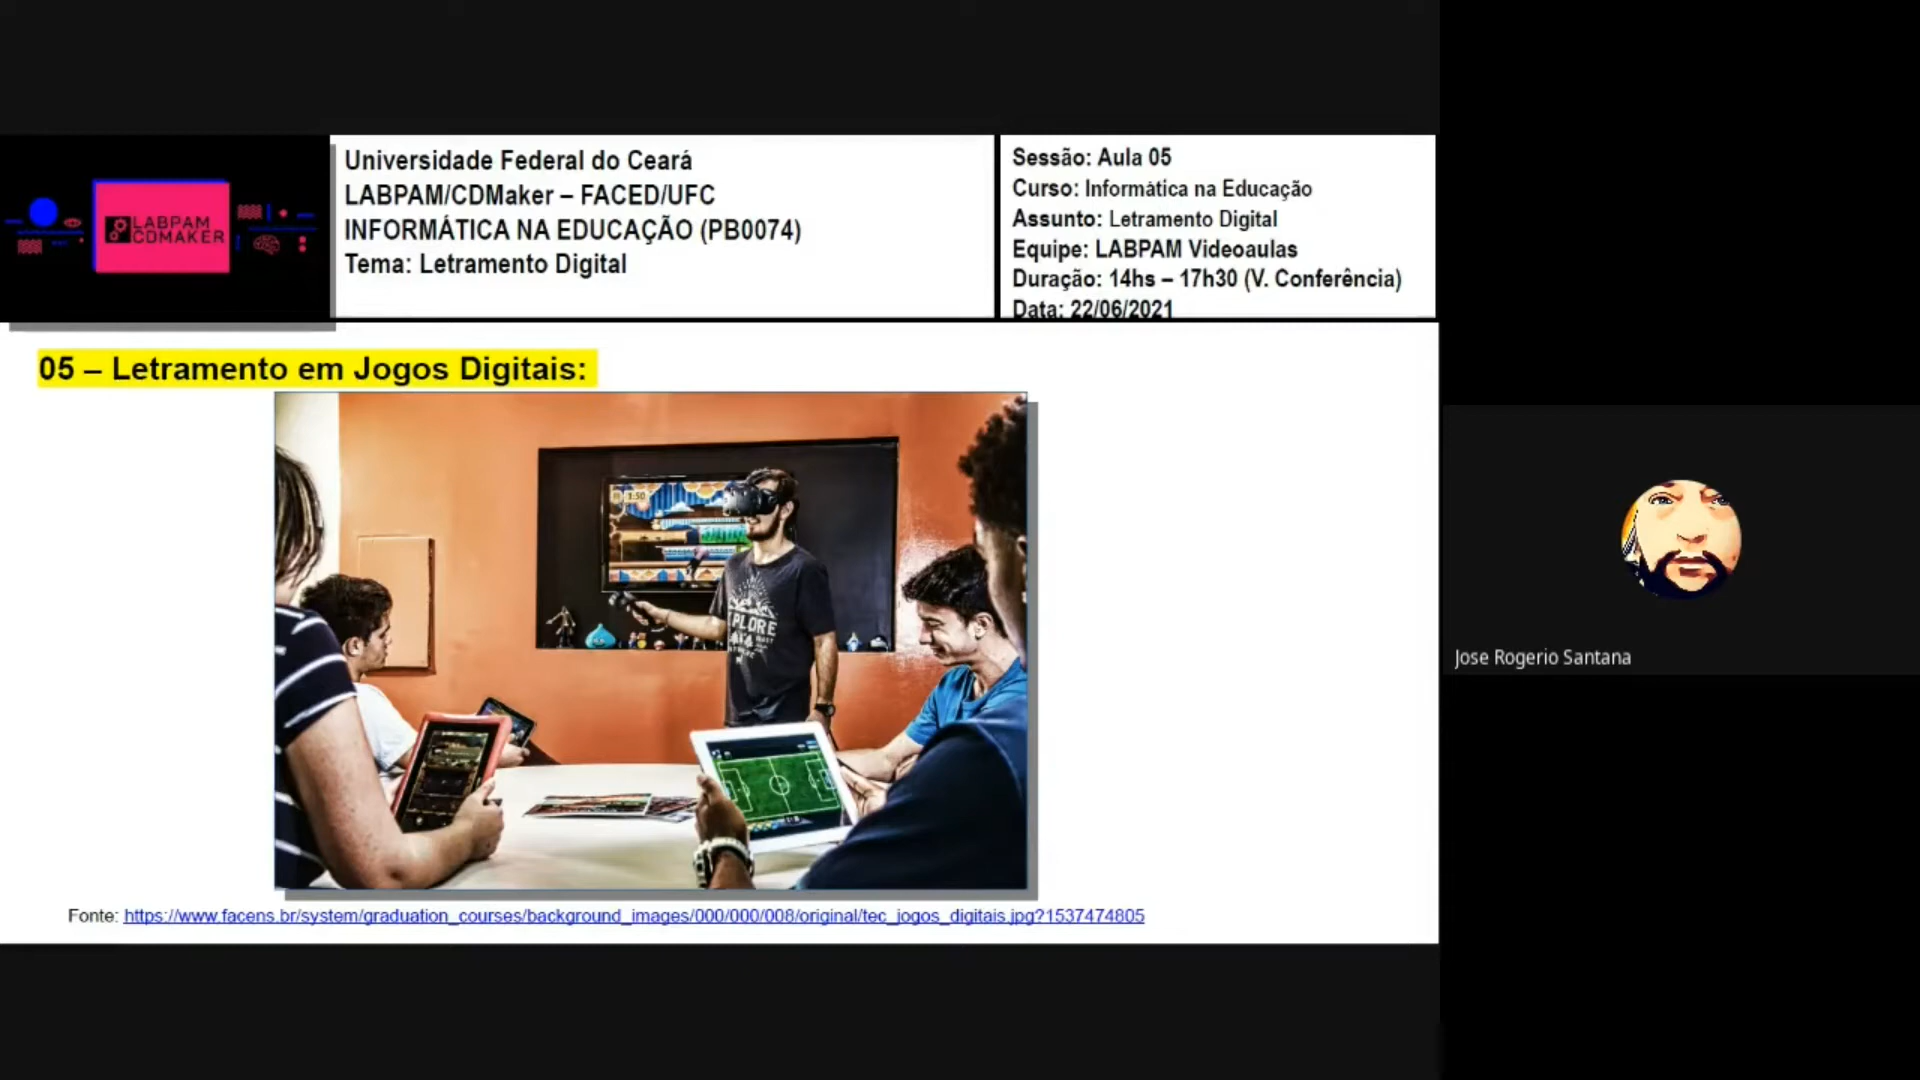 LABPAM
CDMAKER
Universidade Federal do Ceará
LABPAM/CDMaker – FACED/UFC
INFORMÁTICA NA EDUCAÇÃO (PB0074)
Tema: Letramento Digital
Sessão: Aula 05
Curso: Informática na Educação
Assunto: Letramento Digital
Equipe: LABPAM Videoaulas
Duração: 14hs – 17h30 (V. Conferência)
Data: 22/06/2021
05 – Letramento em Jogos Digitais:
1:50
PLORE
Fonte: https://www.facens.br/system/graduation_courses/background_images/000/000/008/original/tec_jogos_digitais.jpg?1537474805
Jose Rogerio Santana